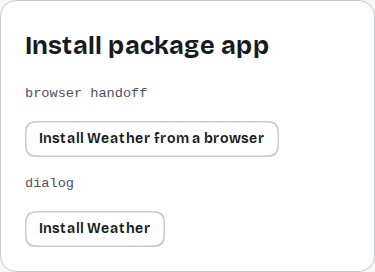 Install package app
browser handoff
Install Weather from a browser
dialog
Install Weather